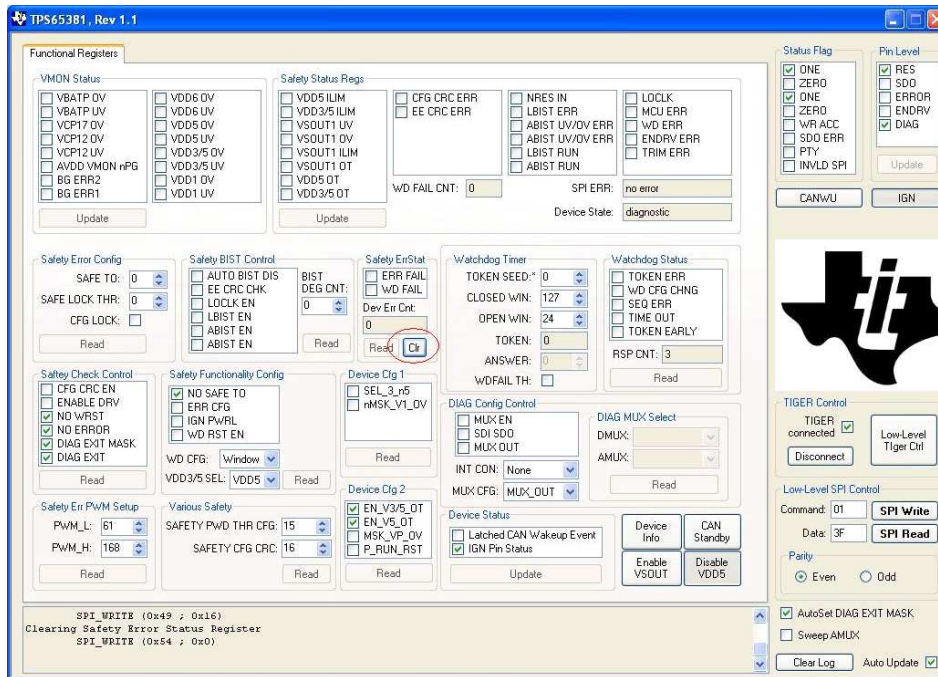 TPS65381, Rev 1.1
Functional Registers
VMON Status
VBATP OV
VBATP UV
VCP17 OV
VCP12 OV
VCP12 UV
AVDD VMON nPG
BG ERR2
BG ERR1
VDD6 OV
VDD6 UV
VDD5 OV
VDD5 UV
VDD3/5 OV
VDD3/5 UV
VDD1 OV
VDD1 UV
Update
Safety Status Regs
VDD5 ILIM
VDD3/5 ILIM
VSOUT1 UV
VSOUT1 OV
VSOUT1 ILIM
VSOUT1 OT
VDD5 OT
VDD3/5 OT
CFG CRC ERR
EE CRC ERR
NRES IN
LBIST ERR
ABIST UV/OV ERR
ABIST UV/OV ERR
LBIST RUN
ABIST RUN
LOCLK
MCU ERR
WD ERR
ENDRV ERR
TRIM ERR
WD FAIL CNT: 0
SPI ERR: no error
Device State: diagnostic
Update
Status Flag
ONE
ZERO
ONE
ZERO
WR ACC
SDO ERR
PTY
INVLD SPI
Pin Level
RES
SDO
ERROR
ENDRV
DIAG
Update
CANWU
IGN
Safety Error Config
SAFE TO: 0
SAFE LOCK THR: 0
CFG LOCK:
Read
Safety BIST Control
AUTO BIST DIS
EE CRC CHK
LOCLK EN
LBIST EN
ABIST EN
ABIST EN
BIST
DEG CNT:
0
Read
Safety ErrStat
ERR FAIL
WD FAIL
Dev Err Cnt:
0
Read Clr
Watchdog Timer
TOKEN SEED:* 0
CLOSED WIN: 127
OPEN WIN: 24
TOKEN: 0
ANSWER: 0
WDFAIL TH:
Watchdog Status
TOKEN ERR
WD CFG CHNG
SEQ ERR
TIME OUT
TOKEN EARLY
RSP CNT: 3
Read
Saftey Check Control
CFG CRC EN
ENABLE DRV
NO WRST
NO ERROR
DIAG EXIT MASK
DIAG EXIT
Read
Safety Functionality Config
NO SAFE TO
ERR CFG
IGN PWRL
WD RST EN
WD CFG: Window
VDD3/5 SEL: VDD5
Read
Device Cfg 1
SEL_3_n5
nMSK_V1_OV
Read
DIAG Config Control
MUX EN
SDI SDO
MUX OUT
INT CON: None
MUX CFG: MUX_OUT
DIAG MUX Select
DMUX:
AMUX:
Read
TIGER Control
TIGER
connected
Disconnect
Low-Level
TIger Ctrl
Safety Err PWM Setup
PWM_L: 61
PWM_H: 168
Read
Various Safety
SAFETY PWD THR CFG: 15
SAFETY CFG CRC: 16
Read
Device Cfg 2
EN_V3/5_OT
EN_V5_OT
MSK_VP_OV
P_RUN_RST
Read
Device Status
Latched CAN Wakeup Event
IGN Pin Status
Update
Device
Info
CAN
Standby
Enable
VSOUT
Disable
VDD5
Low-Level SPI Control
Command: 01 SPI Write
Data: 3F SPI Read
Parity
Even Odd
AutoSet DIAG EXIT MASK
Sweep AMUX
Clear Log Auto Update
SPI_WRITE (0x49 ; 0x16)
Clearing Safety Error Status Register
SPI_WRITE (0x54 ; 0x0)